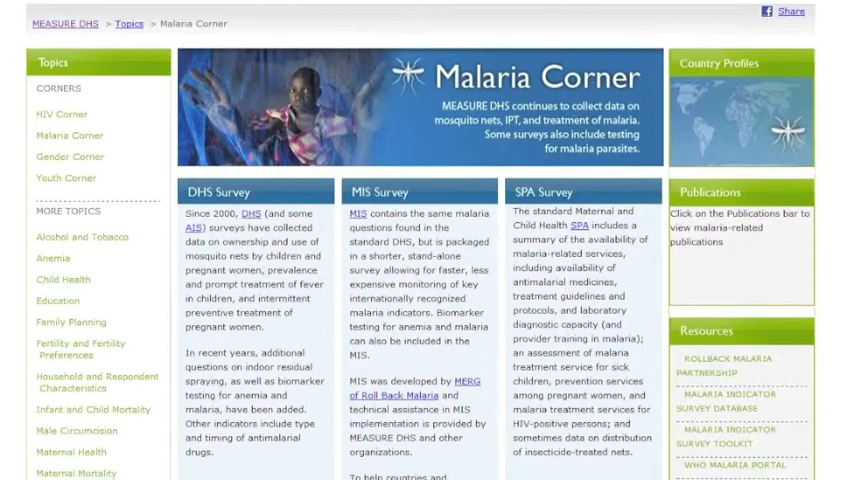 Share
MEASURE DHS > Topics > Malaria Corner
Topics
CORNERS
HIV Corner
Malaria Corner
Gender Corner
Youth Corner
MORE TOPICS
Alcohol and Tobacco
Anemia
Child Health
Education
Family Planning
Fertility and Fertility
Preferences
Household and Respondent
Characteristics
Infant and Child Mortality
Male Circumcision
Maternal Health
Maternal Mortality
Malaria Corner
MEASURE DHS continues to collect data on
mosquito nets, IPT, and treatment of malaria.
Some surveys also include testing
for malaria parasites.
DHS Survey
Since 2000, DHS (and some
AIS) surveys have collected
data on ownership and use of
mosquito nets by children and
pregnant women, prevalence
and prompt treatment of fever
in children, and intermittent
preventive treatment of
pregnant women.
In recent years, additional
questions on indoor residual
spraying, as well as biomarker
testing for anemia and
malaria, have been added.
Other indicators include type
and timing of antimalarial
drugs.
MIS Survey
MIS contains the same malaria
questions found in the
standard DHS, but is packaged
in a shorter, stand-alone
survey allowing for faster, less
expensive monitoring of key
internationally recognized
malaria indicators. Biomarker
testing for anemia and malaria
can also be included in the
MIS.
MIS was developed by MERG
of Roll Back Malaria and
technical assistance in MIS
implementation is provided by
MEASURE DHS and other
organizations.
To help countries and
SPA Survey
The standard Maternal and
Child Health SPA includes a
summary of the availability of
malaria-related services,
including availability of
antimalarial medicines,
treatment guidelines and
protocols, and laboratory
diagnostic capacity (and
provider training in malaria);
an assessment of malaria
treatment service for sick
children, prevention services
among pregnant women, and
malaria treatment services for
HIV-positive persons; and
sometimes data on distribution
of insecticide-treated nets.
Country Profiles
Publications
Click on the Publications bar to
view malaria-related
publications
Resources
ROLLBACK MALARIA
PARTNERSHIP
MALARIA INDICATOR
SURVEY DATABASE
MALARIA INDICATOR
SURVEY TOOLKIT
WHO MALARIA PORTAL